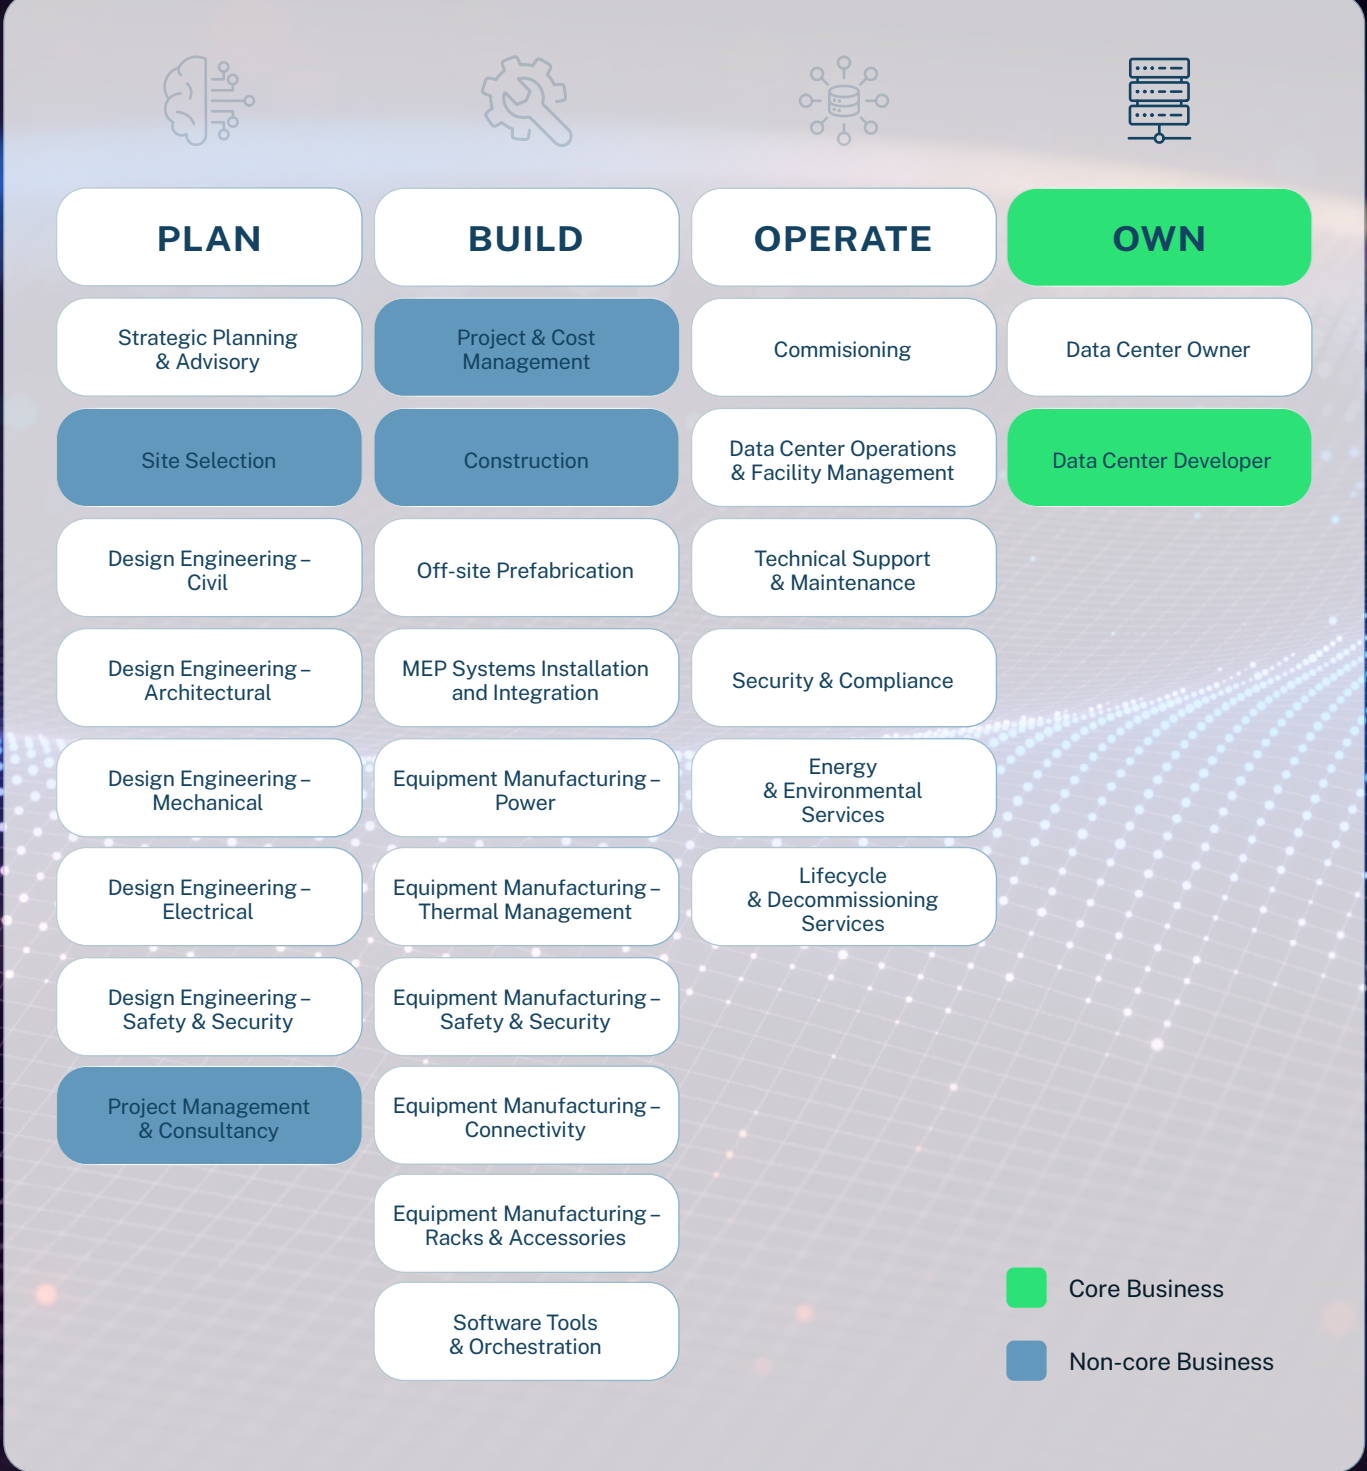 PLAN
Strategic Planning
& Advisory
Site Selection
Design Engineering –
Civil
Design Engineering –
Architectural
Design Engineering –
Mechanical
Design Engineering –
Electrical
Design Engineering –
Safety & Security
Project Management
& Consultancy
BUILD
Project & Cost
Management
Construction
Off-site Prefabrication
MEP Systems Installation
and Integration
Equipment Manufacturing –
Power
Equipment Manufacturing –
Thermal Management
Equipment Manufacturing –
Safety & Security
Equipment Manufacturing –
Connectivity
Equipment Manufacturing –
Racks & Accessories
Software Tools
& Orchestration
OPERATE
Commisioning
Data Center Operations
& Facility Management
Technical Support
& Maintenance
Security & Compliance
Energy
& Environmental
Services
Lifecycle
& Decommissioning
Services
OWN
Data Center Owner
Data Center Developer
Core Business
Non-core Business